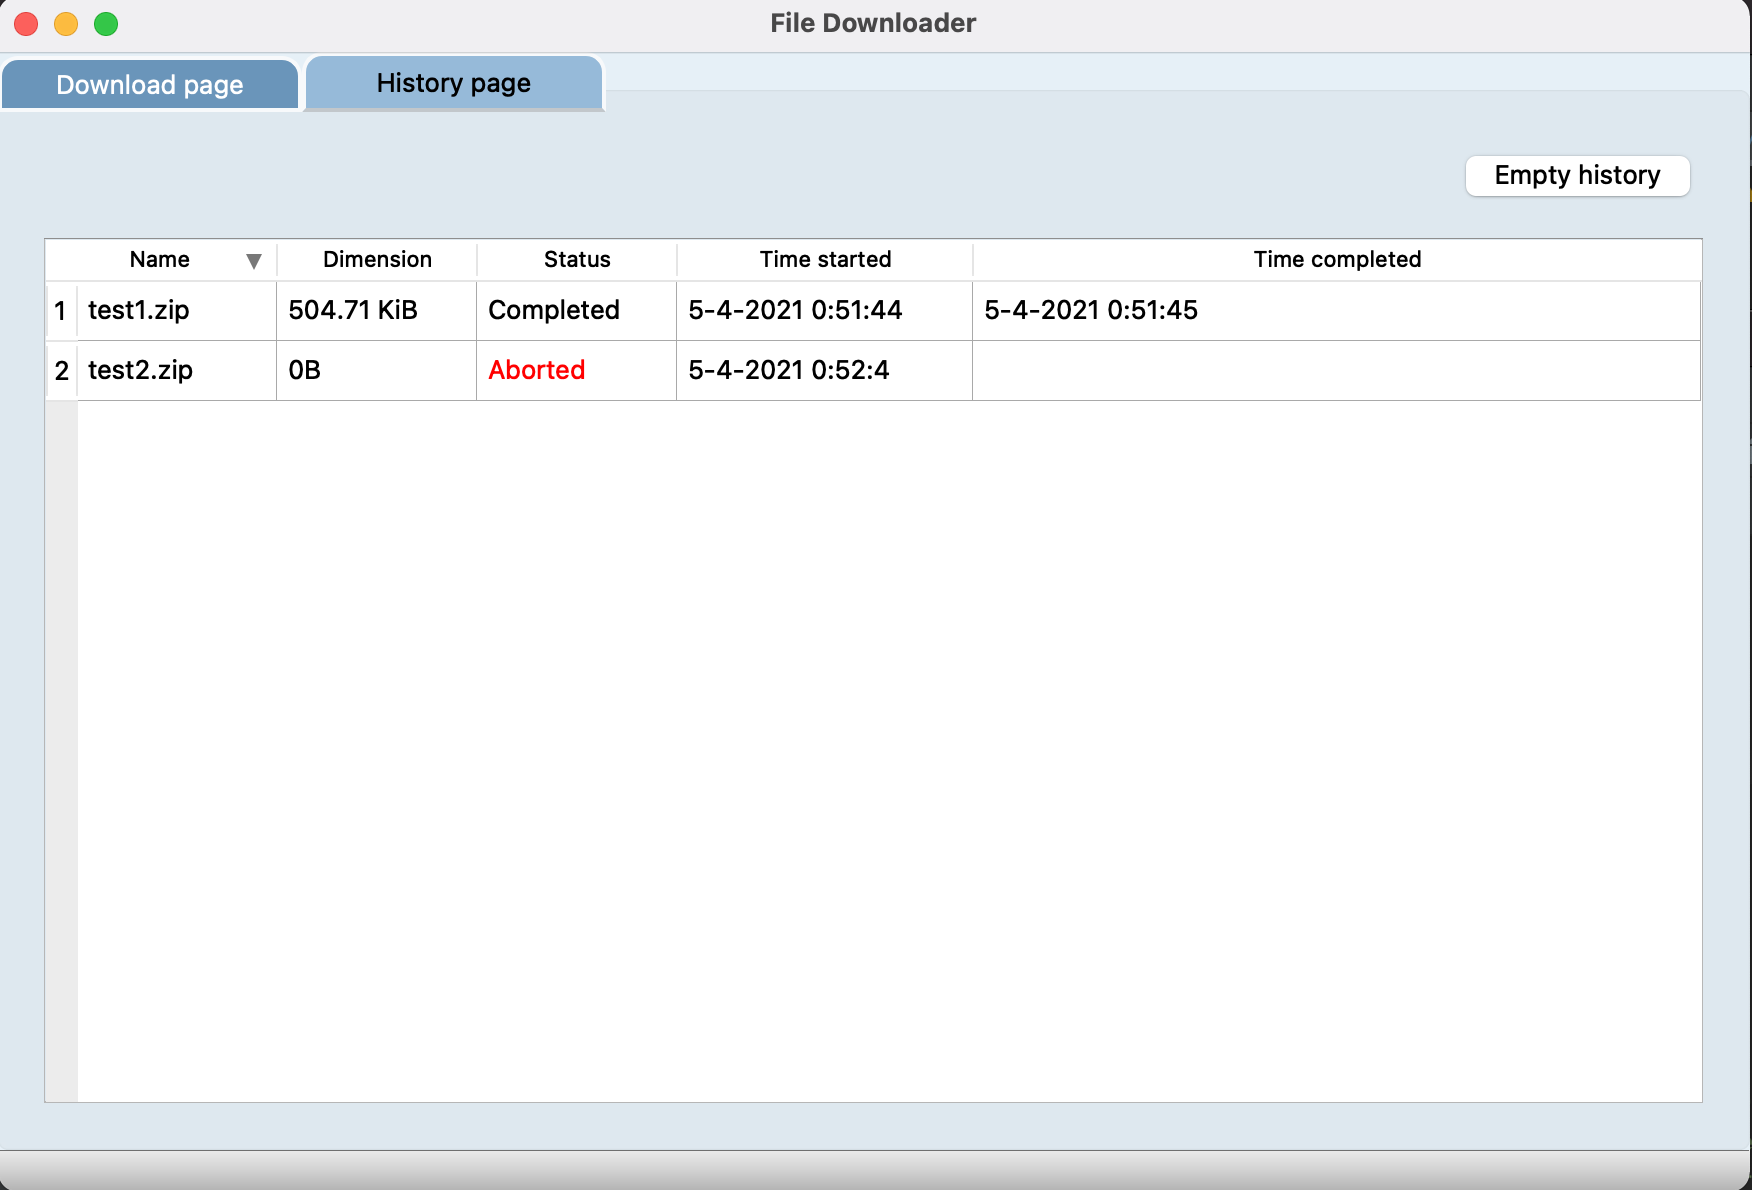 File Downloader
Download page History page
Empty history
Name Dimension Status Time started Time completed
1 test1.zip 504.71 KiB Completed 5-4-2021 0:51:44 5-4-2021 0:51:45
2 test2.zip 0B Aborted 5-4-2021 0:52:4